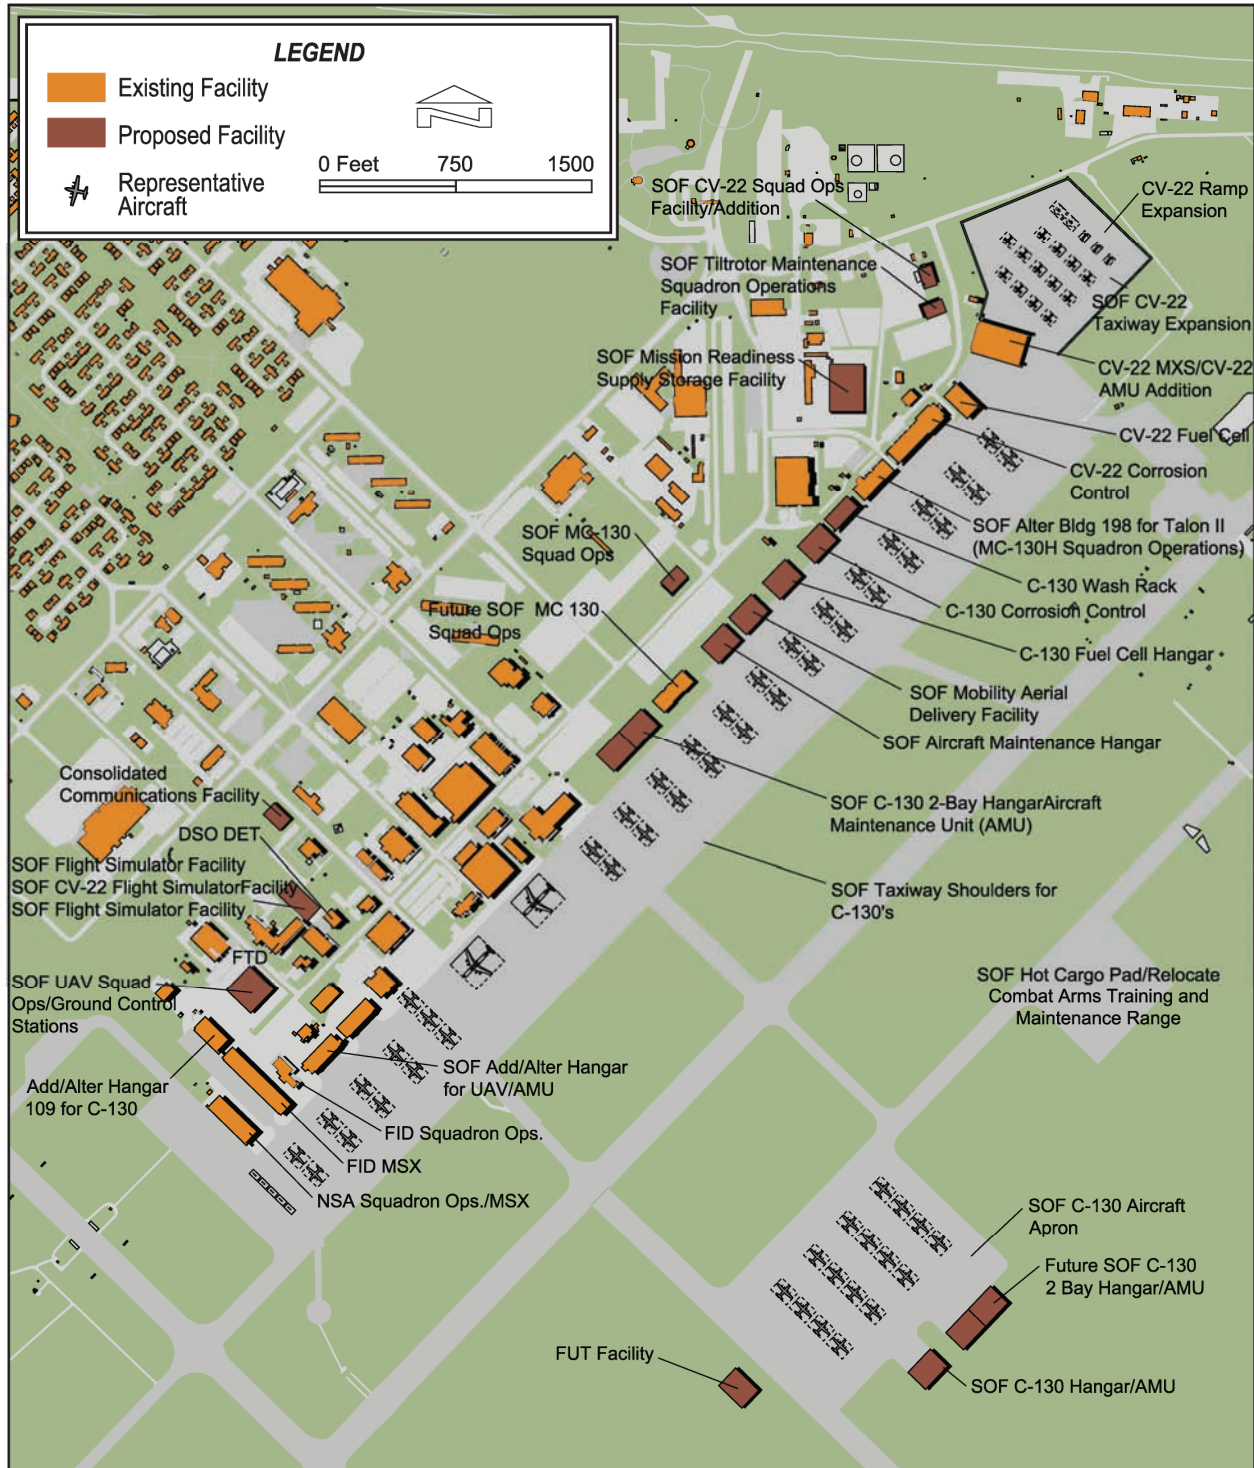 LEGEND
Existing Facility
Proposed Facility
Representative
Aircraft
0 Feet 750 1500
SOF CV-22 Squad Ops
Facility/Addition
CV-22 Ramp
Expansion
SOF Tiltrotor Maintenance
Squadron Operations
Facility
SOF CV-22
Taxiway Expansion
SOF Mission Readiness
Supply Storage Facility
CV-22 MXS/CV-22
AMU Addition
CV-22 Fuel Cell
CV-22 Corrosion
Control
SOF Alter Bldg 198 for Talon II
(MC-130H Squadron Operations)
SOF MC-130
Squad Ops
C-130 Wash Rack
C-130 Corrosion Control
Future SOF MC 130
Squad Ops
C-130 Fuel Cell Hangar
SOF Mobility Aerial
Delivery Facility
SOF Aircraft Maintenance Hangar
Consolidated
Communications Facility
SOF C-130 2-Bay HangarAircraft
Maintenance Unit (AMU)
DSO DET
SOF Flight Simulator Facility
SOF CV-22 Flight SimulatorFacility
SOF Flight Simulator Facility
SOF Taxiway Shoulders for
C-130's
FTD
SOF UAV Squad
Ops/Ground Control
Stations
SOF Hot Cargo Pad/Relocate
Combat Arms Training and
Maintenance Range
Add/Alter Hangar
109 for C-130
SOF Add/Alter Hangar
for UAV/AMU
FID Squadron Ops.
FID MSX
NSA Squadron Ops./MSX
SOF C-130 Aircraft
Apron
Future SOF C-130
2 Bay Hangar/AMU
FUT Facility
SOF C-130 Hangar/AMU